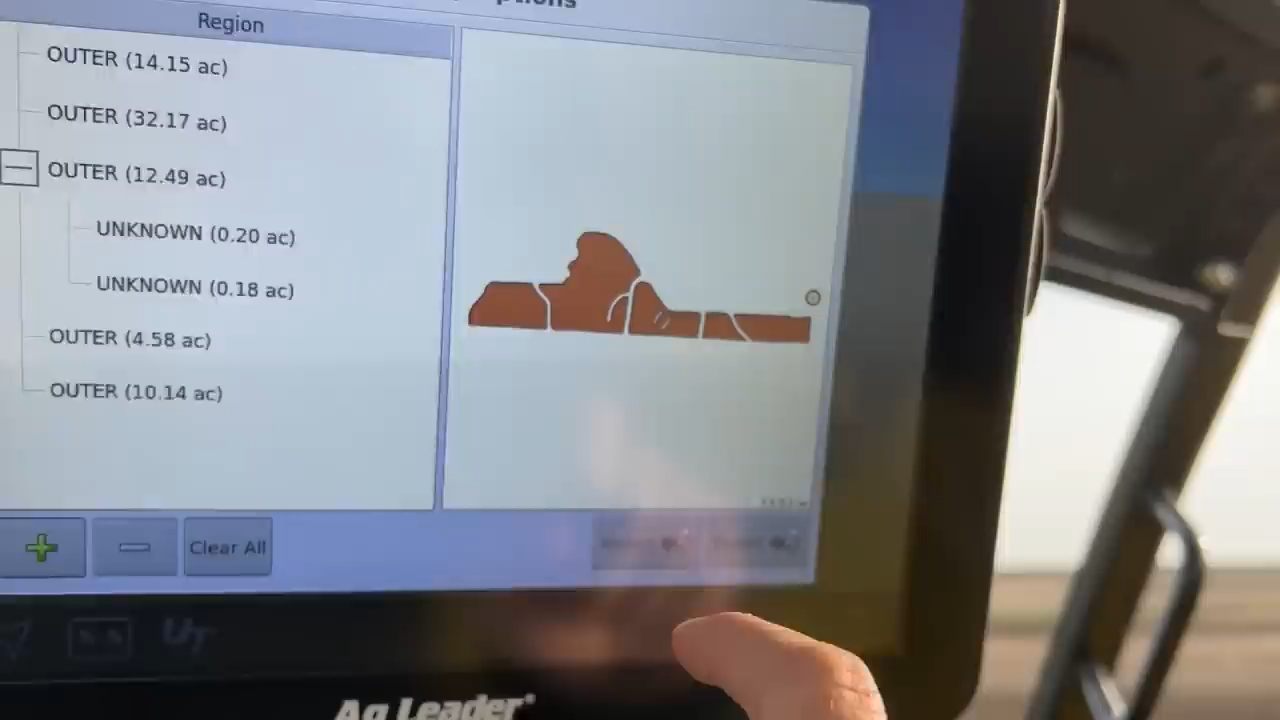 Region
OUTER (14.15 ac)
OUTER (32.17 ac)
OUTER (12.49 ac)
UNKNOWN (0.20 ac)
UNKNOWN (0.18 ac)
OUTER (4.58 ac)
OUTER (10.14 ac)
Clear All
UT
Ag Leader